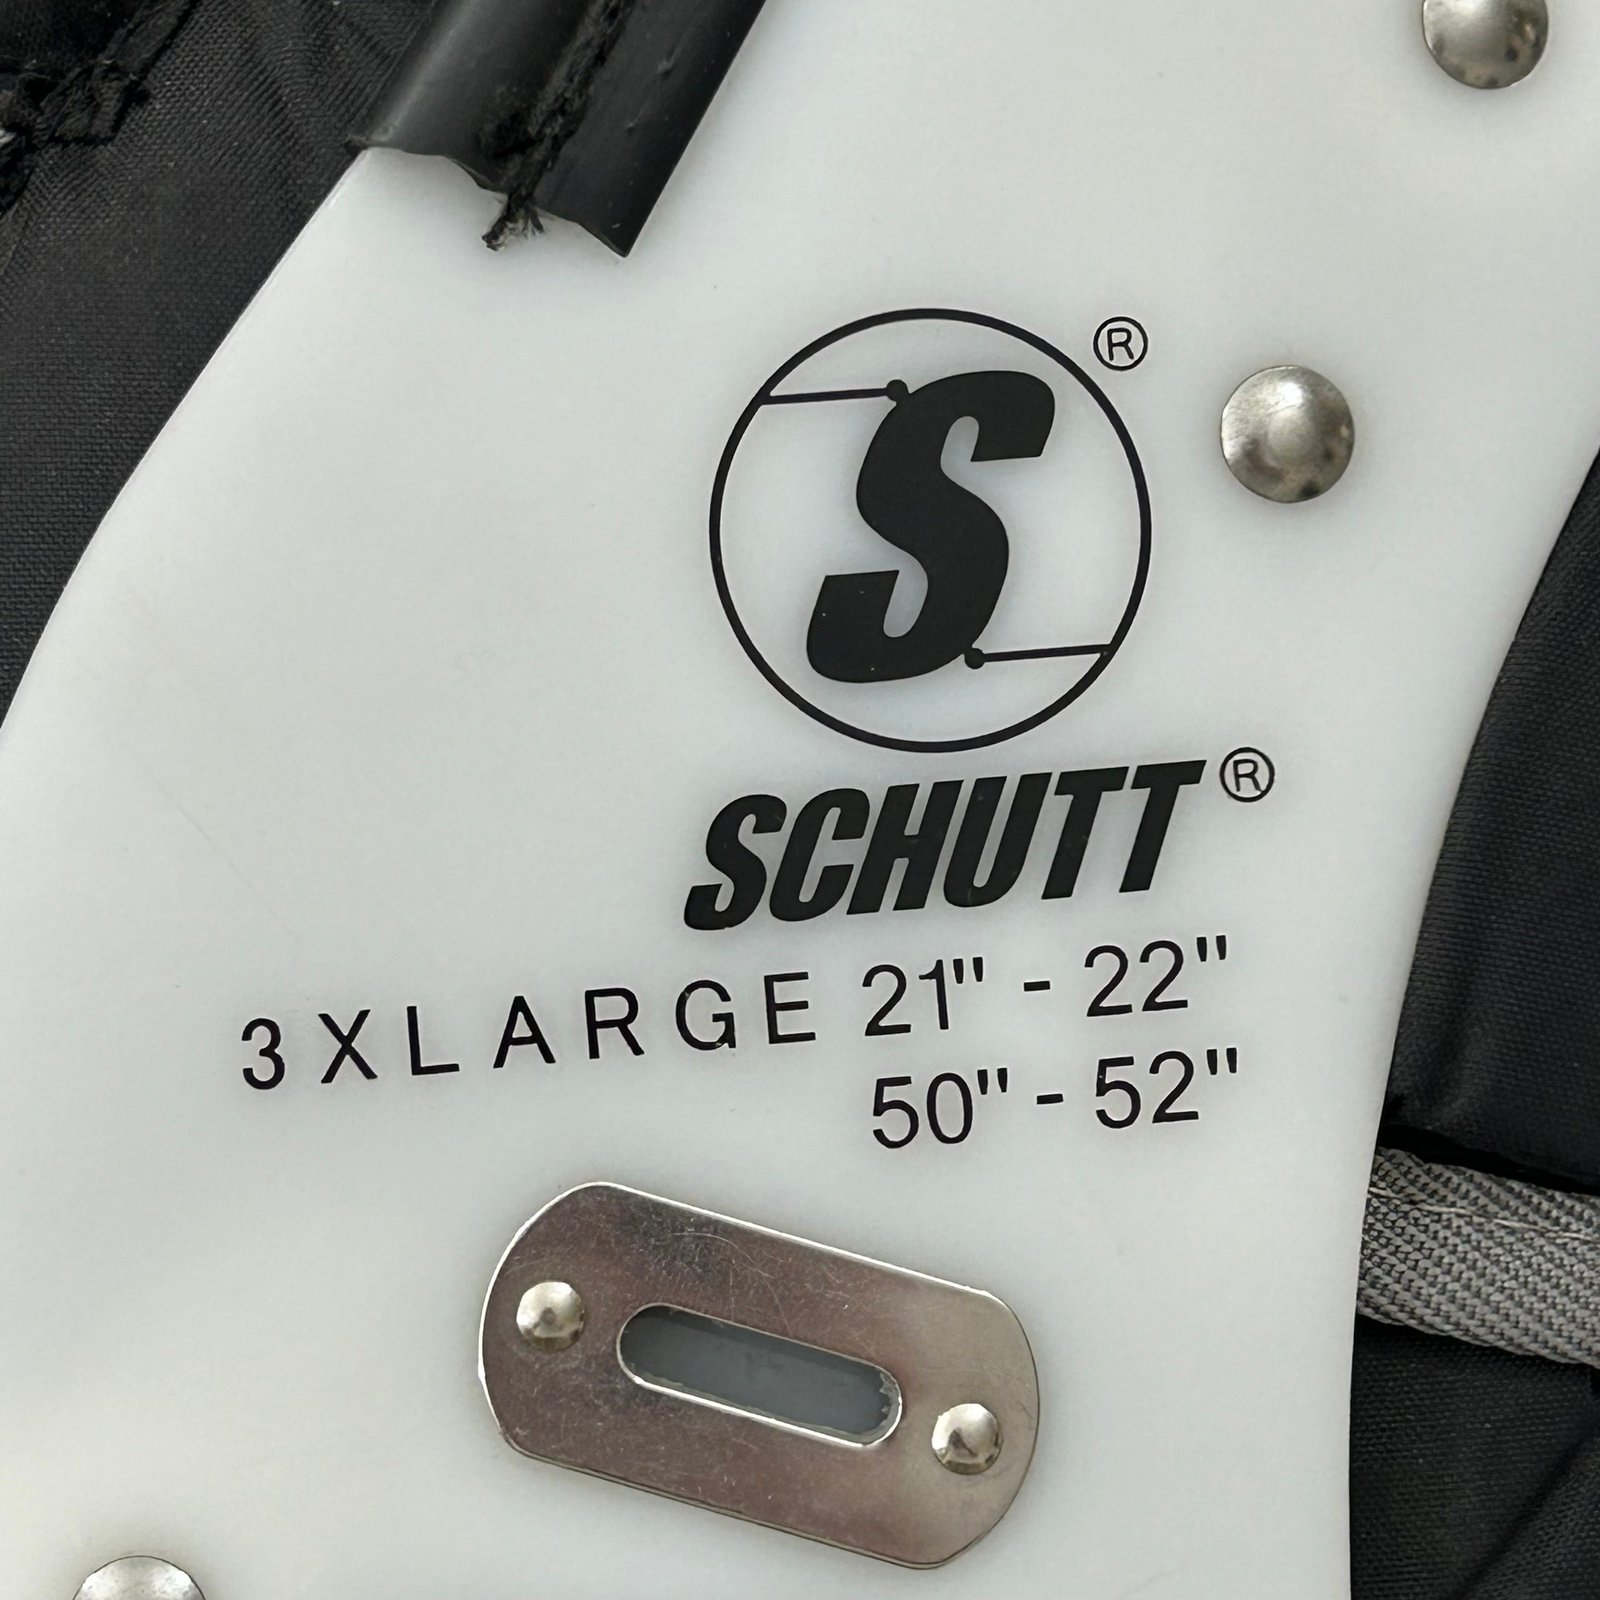 ®
S
SCHUTT®
3XLARGE 21" - 22"
50" - 52"